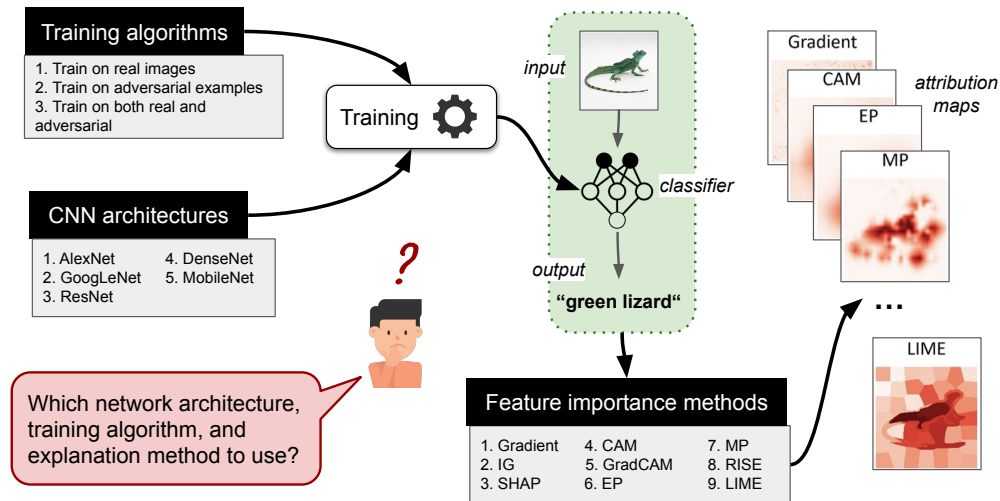 Training algorithms
1. Train on real images
2. Train on adversarial examples
3. Train on both real and
adversarial
CNN architectures
1. AlexNet
2. GoogLeNet
3. ResNet
4. DenseNet
5. MobileNet
Training
input
classifier
output
“green lizard“
?
Which network architecture,
training algorithm, and
explanation method to use?
Feature importance methods
1. Gradient
2. IG
3. SHAP
4. CAM
5. GradCAM
6. EP
7. MP
8. RISE
9. LIME
Gradient
CAM
EP
MP
attribution
maps
...
LIME